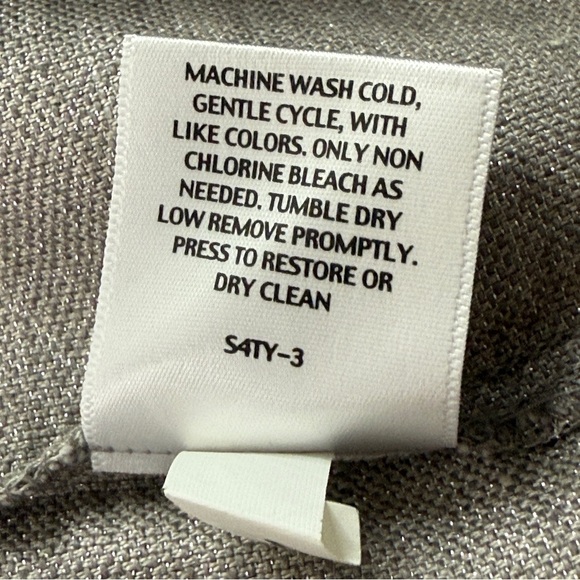 MACHINE WASH COLD,
GENTLE CYCLE, WITH
LIKE COLORS. ONLY NON
CHLORINE BLEACH AS
NEEDED. TUMBLE DRY
LOW REMOVE PROMPTLY.
PRESS TO RESTORE OR
DRY CLEAN
S4TY-3